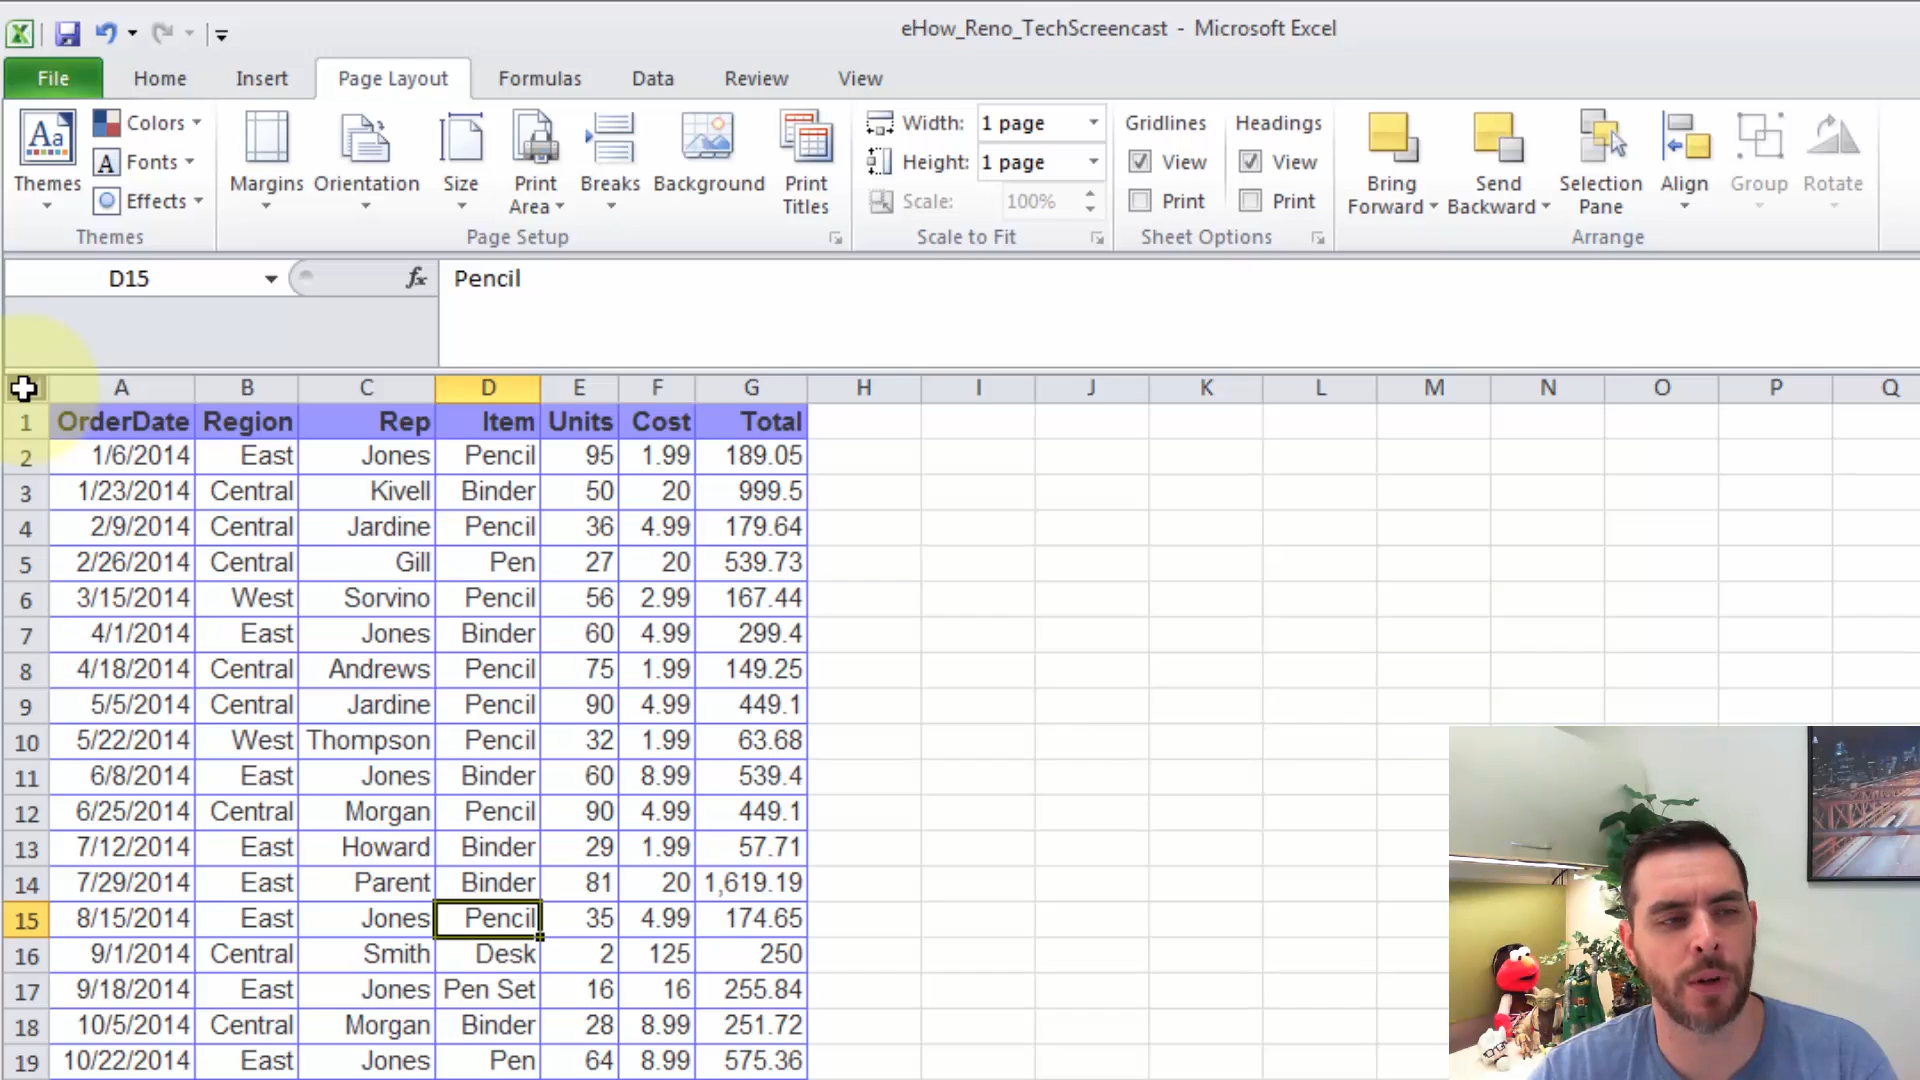 eHow_Reno_TechScreencast - Microsoft Excel
File Home Insert Page Layout Formulas Data Review View
Themes Colors Fonts Effects
Margins Orientation Size Print Area Breaks Background Print Titles
Width: 1 page
Height: 1 page
Scale: 100%
Gridlines View Print
Headings View Print
Bring Forward Send Backward Selection Pane Align Group Rotate
Themes Page Setup Scale to Fit Sheet Options Arrange
D15 fx Pencil
A B C D E F G H I J K L M N O P Q
1 OrderDate Region Rep Item Units Cost Total
2 1/6/2014 East Jones Pencil 95 1.99 189.05
3 1/23/2014 Central Kivell Binder 50 20 999.5
4 2/9/2014 Central Jardine Pencil 36 4.99 179.64
5 2/26/2014 Central Gill Pen 27 20 539.73
6 3/15/2014 West Sorvino Pencil 56 2.99 167.44
7 4/1/2014 East Jones Binder 60 4.99 299.4
8 4/18/2014 Central Andrews Pencil 75 1.99 149.25
9 5/5/2014 Central Jardine Pencil 90 4.99 449.1
10 5/22/2014 West Thompson Pencil 32 1.99 63.68
11 6/8/2014 East Jones Binder 60 8.99 539.4
12 6/25/2014 Central Morgan Pencil 90 4.99 449.1
13 7/12/2014 East Howard Binder 29 1.99 57.71
14 7/29/2014 East Parent Binder 81 20 1,619.19
15 8/15/2014 East Jones Pencil 35 4.99 174.65
16 9/1/2014 Central Smith Desk 2 125 250
17 9/18/2014 East Jones Pen Set 16 16 255.84
18 10/5/2014 Central Morgan Binder 28 8.99 251.72
19 10/22/2014 East Jones Pen 64 8.99 575.36